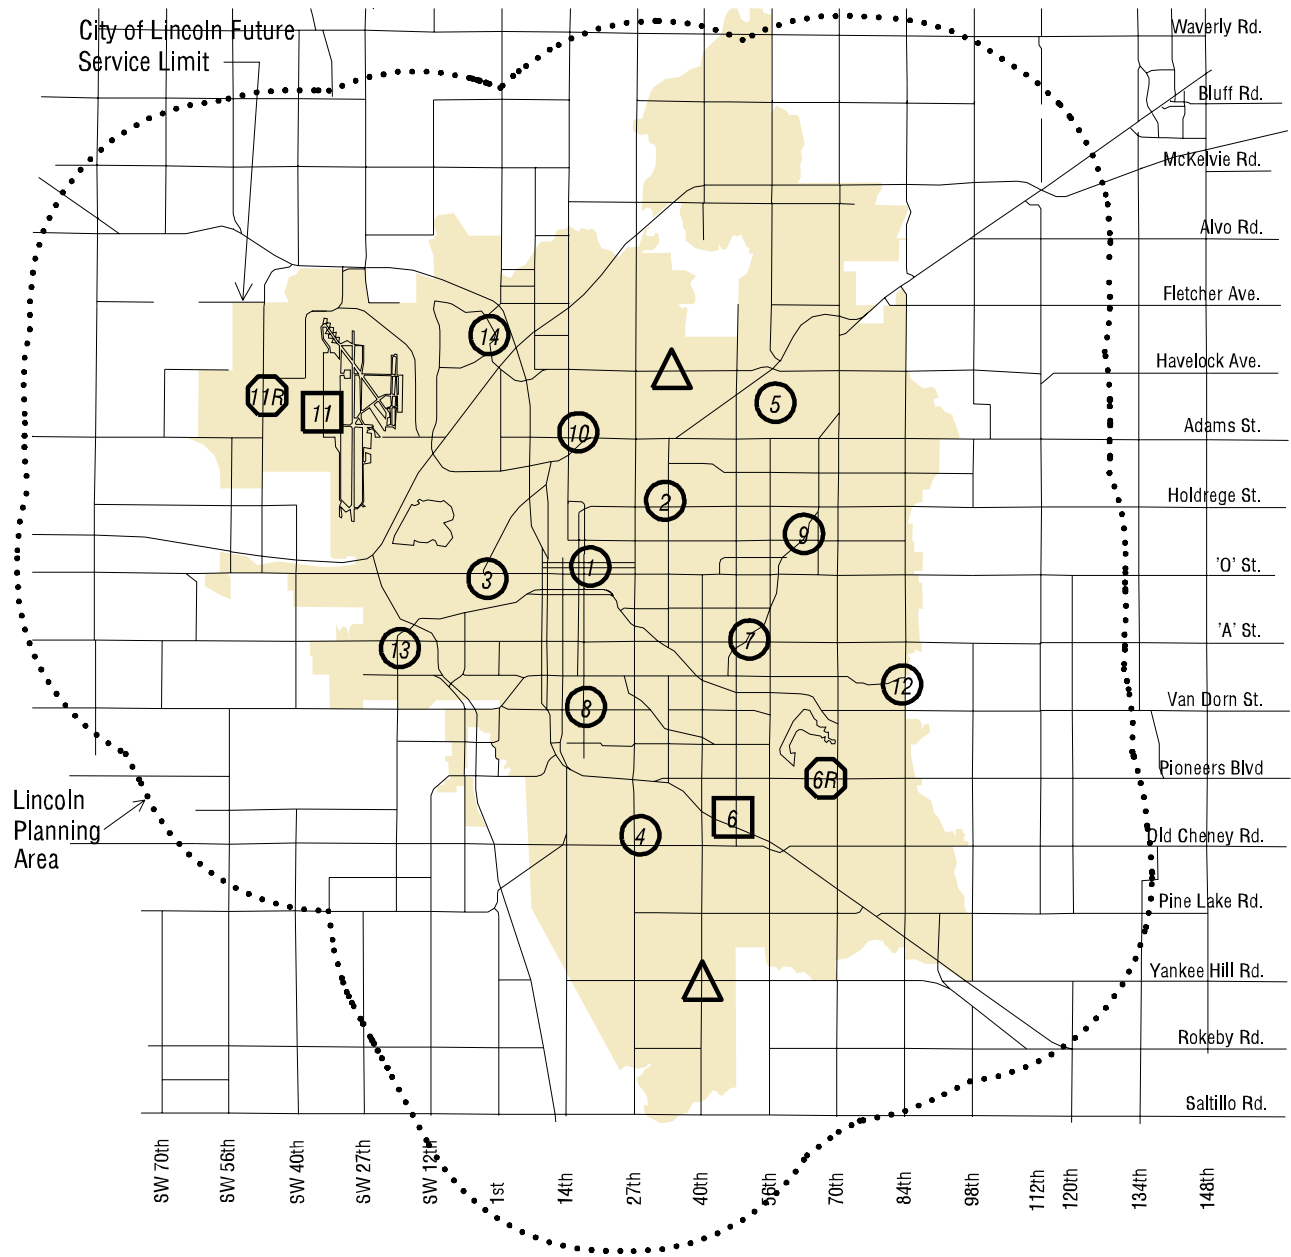 City of Lincoln Future
Service Limit
Waverly Rd.
Bluff Rd.
McKelvie Rd.
Alvo Rd.
Fletcher Ave.
14
Havelock Ave.
11R
11
5
Adams St.
10
2
Holdrege St.
9
1
3
'O' St.
7
'A' St.
13
12
Van Dorn St.
8
6R
Pioneers Blvd
Lincoln
Planning
Area
6
4
Old Cheney Rd.
Pine Lake Rd.
Yankee Hill Rd.
Rokeby Rd.
Saltillo Rd.
SW 70th
SW 56th
SW 40th
SW 27th
SW 12th
1st
14th
27th
40th
56th
70th
84th
98th
112th
120th
134th
148th